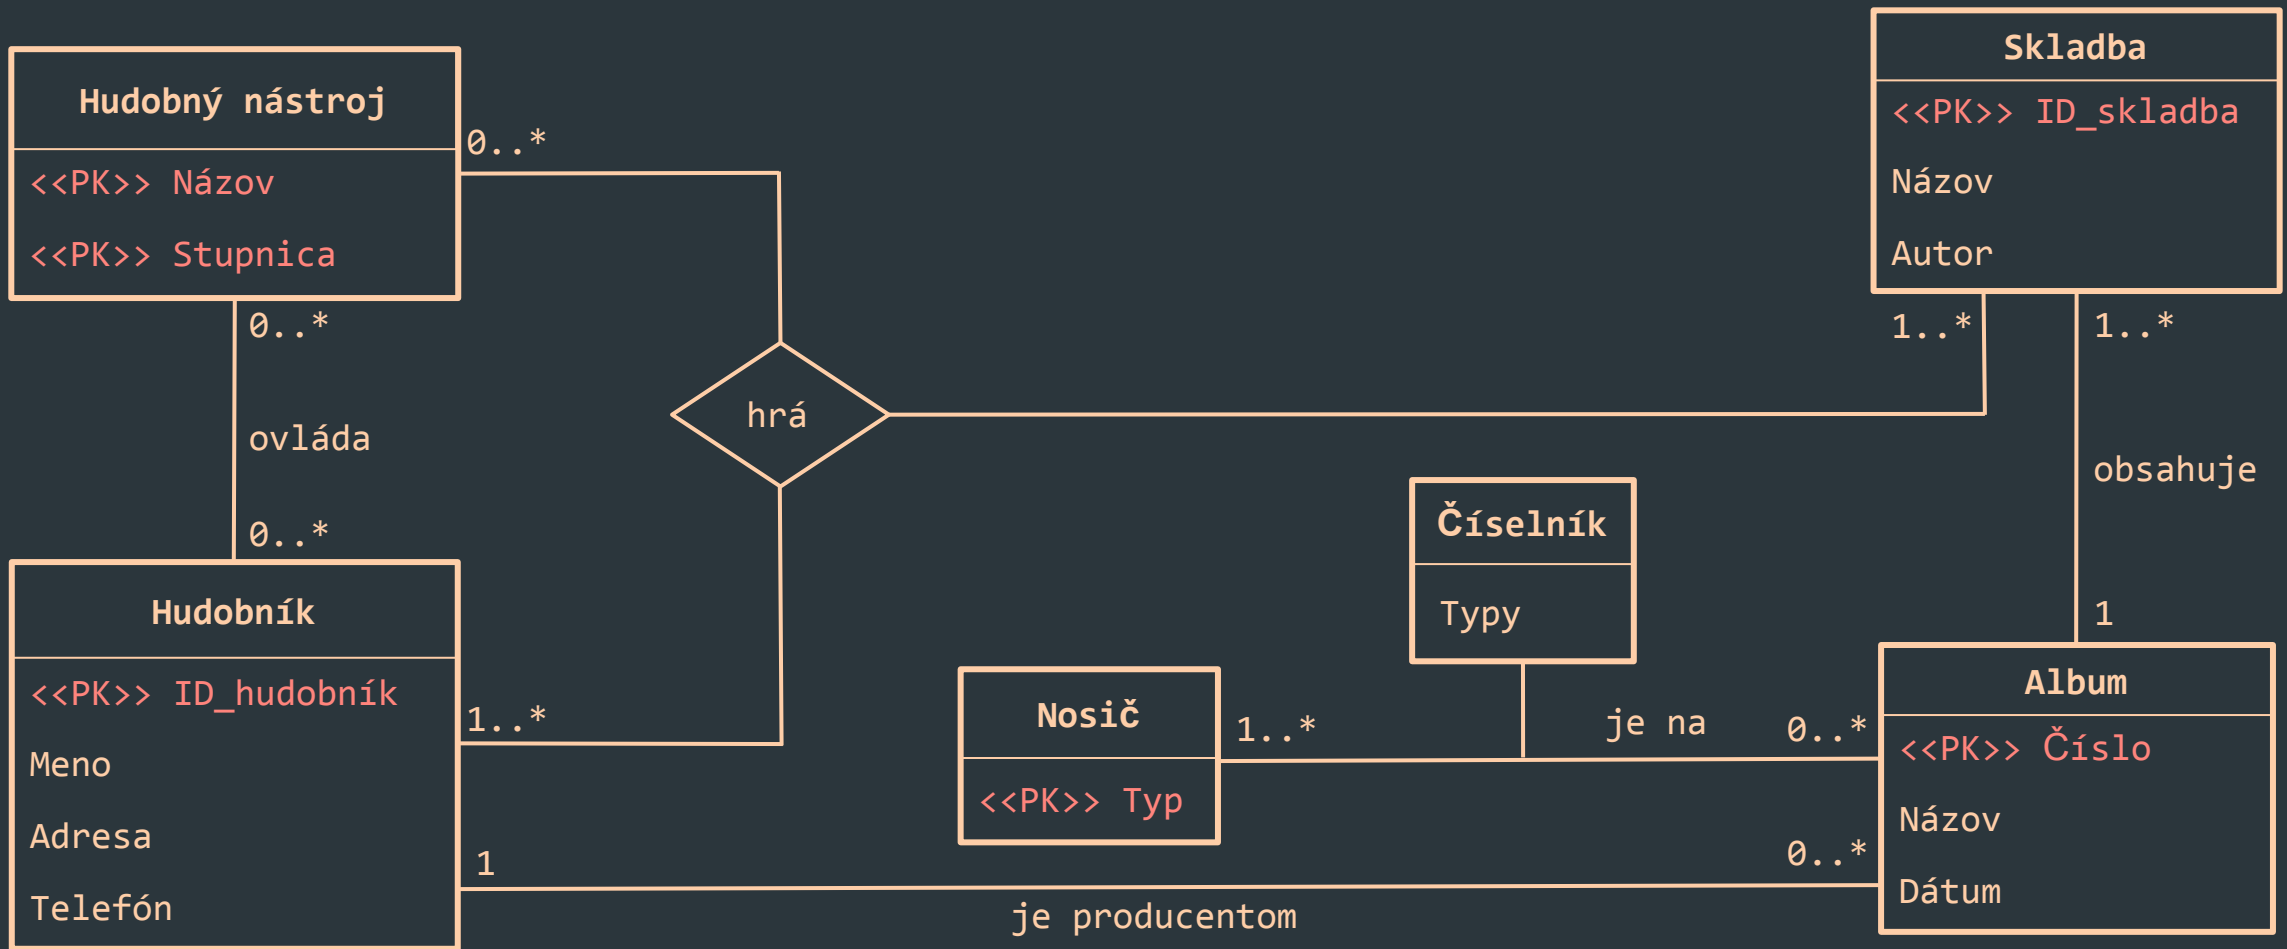 Hudobný nástroj
<<PK>> Názov
<<PK>> Stupnica
0..*
0..*
ovláda
0..*
Hudobník
<<PK>> ID_hudobník
Meno
Adresa
Telefón
1..*
1
hrá
Skladba
<<PK>> ID_skladba
Názov
Autor
1..*
1..*
obsahuje
1
Číselník
Typy
Nosič
<<PK>> Typ
1..*
je na
0..*
Album
<<PK>> Číslo
Názov
Dátum
0..*
je producentom